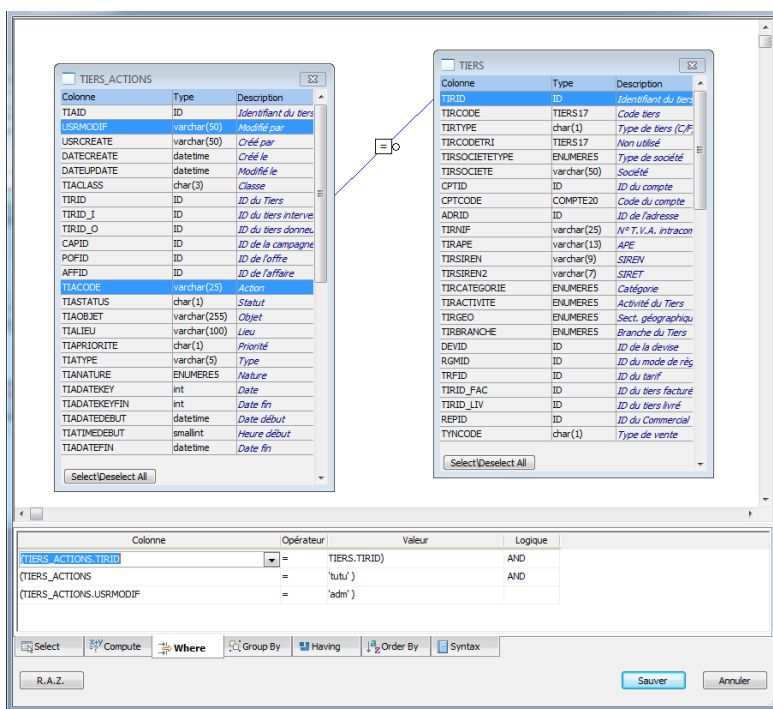 TIERS_ACTIONS
Colonne Type Description
TIAID ID Identifiant du tiers
USRMODIF varchar(50) Modifié par
USRCREATE varchar(50) Créé par
DATECREATE datetime Créé le
DATEUPDATE datetime Modifié le
TIACLASS char(3) Classe
TIRID ID ID du Tiers
TIRID_I ID ID du tiers interve
TIRID_O ID ID du tiers donneu
CAPID ID ID de la campagne
POFID ID ID de l'offre
AFFID ID ID de l'affaire
TIACODE varchar(25) Action
TIASTATUS char(1) Statut
TIAOBJET varchar(255) Objet
TIALIEU varchar(100) Lieu
TIAPRIORITE char(1) Priorité
TIATYPE varchar(5) Type
TIANATURE ENUMERE5 Nature
TIADATEKEY int Date
TIADATEKEYFIN int Date fin
TIADATEDEBUT datetime Date début
TIATIMEDEBUT smallint Heure début
TIADATEFIN datetime Date fin
Select\Deselect All
=
TIERS
Colonne Type Description
TIRID ID Identifiant du tiers
TIRCODE TIERS17 Code tiers
TIRTYPE char(1) Type de tiers (C/F,
TIRCODETRI TIERS17 Non utilisé
TIRSOCIETETYPE ENUMERE5 Type de société
TIRSOCIETE varchar(50) Société
CPTID ID ID du compte
CPTCODE COMPTE20 Code du compte
ADRID ID ID de l'adresse
TIRNIF varchar(25) N° T.V.A. intracom
TIRAPE varchar(13) APE
TIRSIREN varchar(9) SIREN
TIRSIREN2 varchar(7) SIRET
TIRCATEGORIE ENUMERE5 Catégorie
TIRACTIVITE ENUMERE5 Activité du Tiers
TIRGEO ENUMERE5 Sect. géographiqu
TIRBRANCHE ENUMERE5 Branche du Tiers
DEVID ID ID de la devise
RGMID ID ID du mode de règ
TRFID ID ID du tarif
TIRID_FAC ID ID du tiers facturé
TIRID_LIV ID ID du tiers livré
REPID ID ID du Commercial
TYNCODE char(1) Type de vente
Select\Deselect All
Colonne Opérateur Valeur Logique
(TIERS_ACTIONS.TIRID = TIERS.TIRID) AND
(TIERS_ACTIONS = 'tutu' ) AND
(TIERS_ACTIONS.USRMODIF = 'adm' )
Select Compute Where Group By Having Order By Syntax
R.A.Z. Sauver Annuler